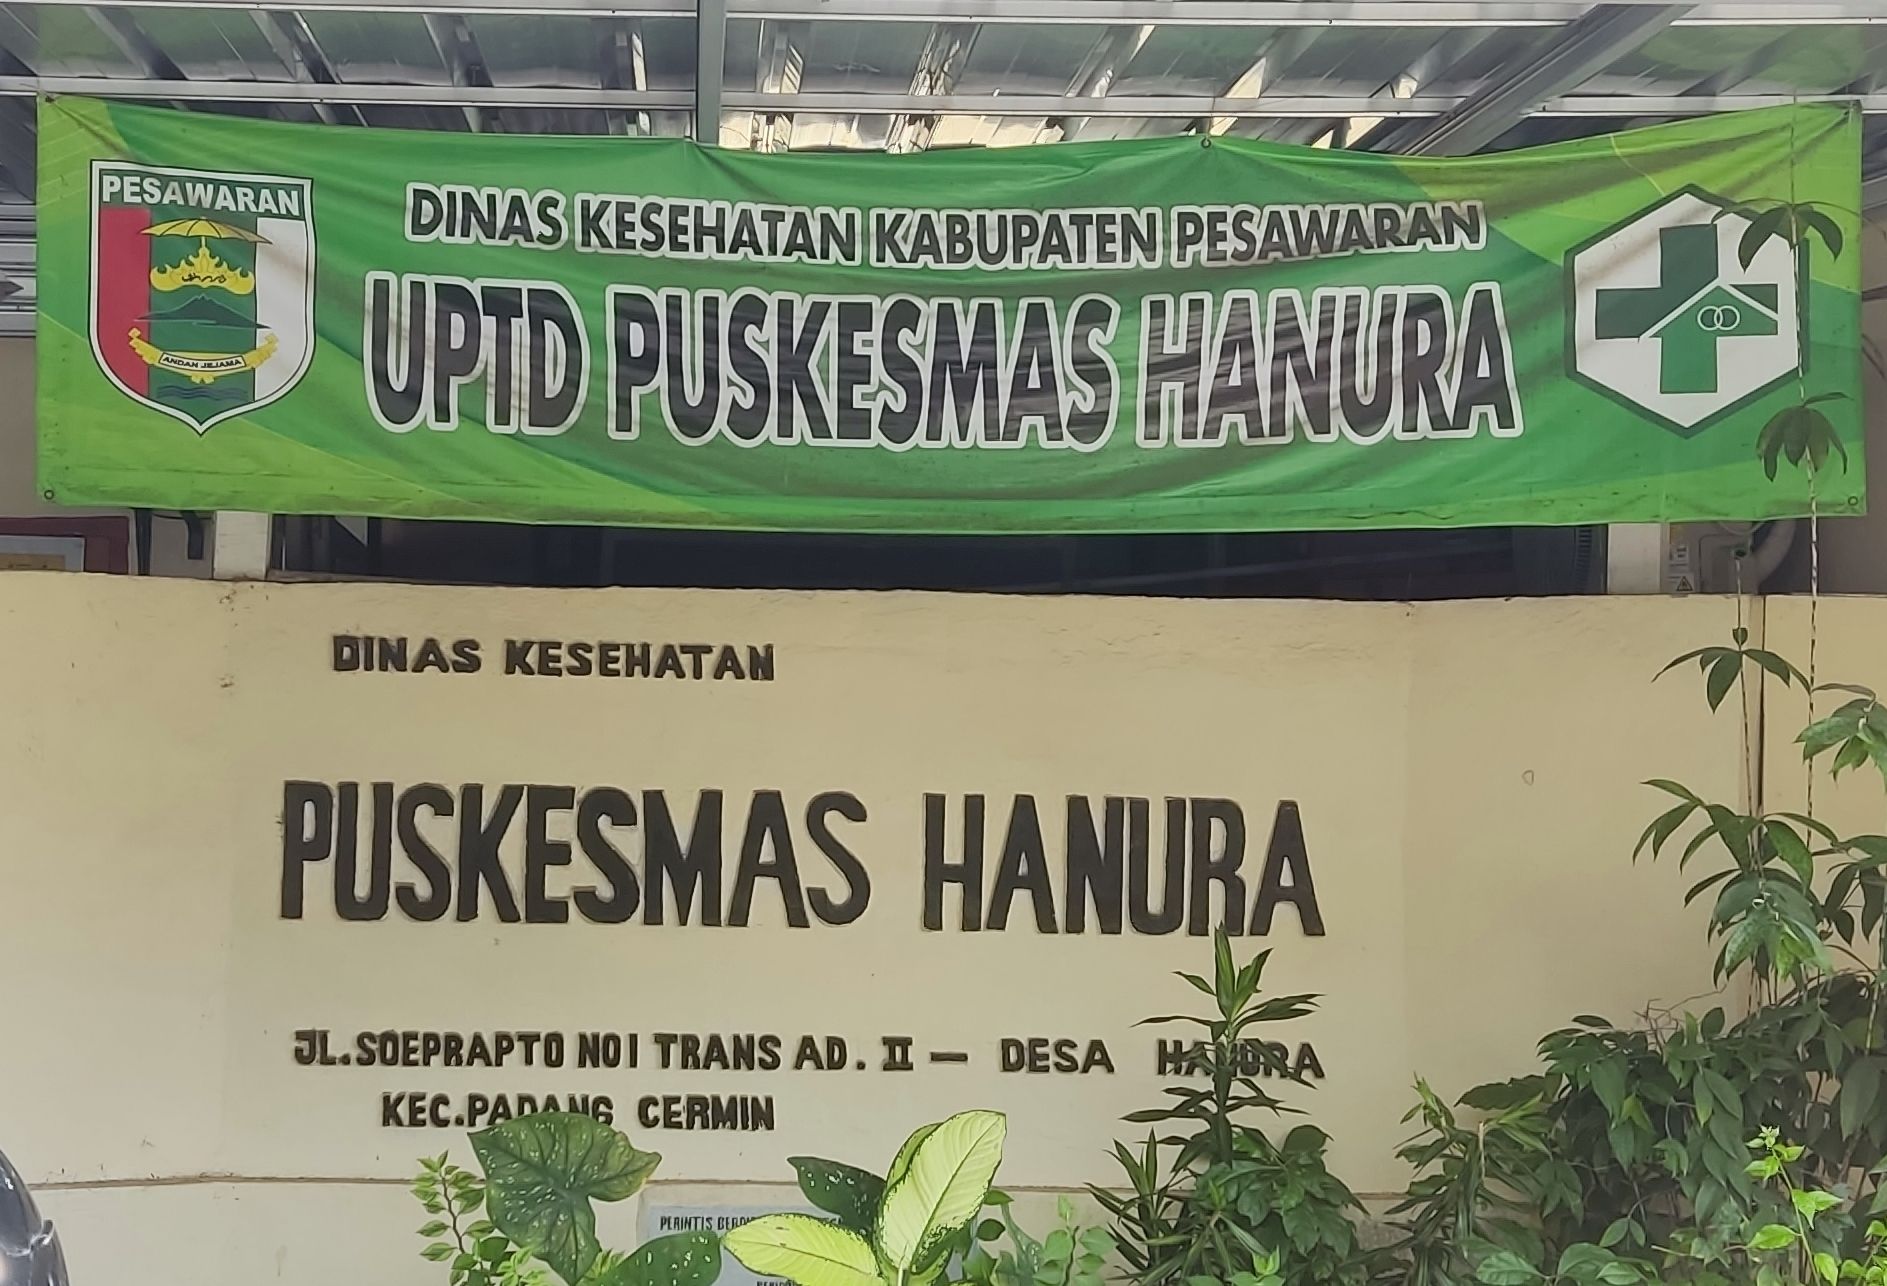 PESAWARAN
ANDAN JEJAMA
DINAS KESEHATAN KABUPATEN PESAWARAN
UPTD PUSKESMAS HANURA
DINAS KESEHATAN
PUSKESMAS HANURA
JL.SOEPRAPTO NO1 TRANS AD. II – DESA HANURA
KEC.PADANG CERMIN
PERINTIS